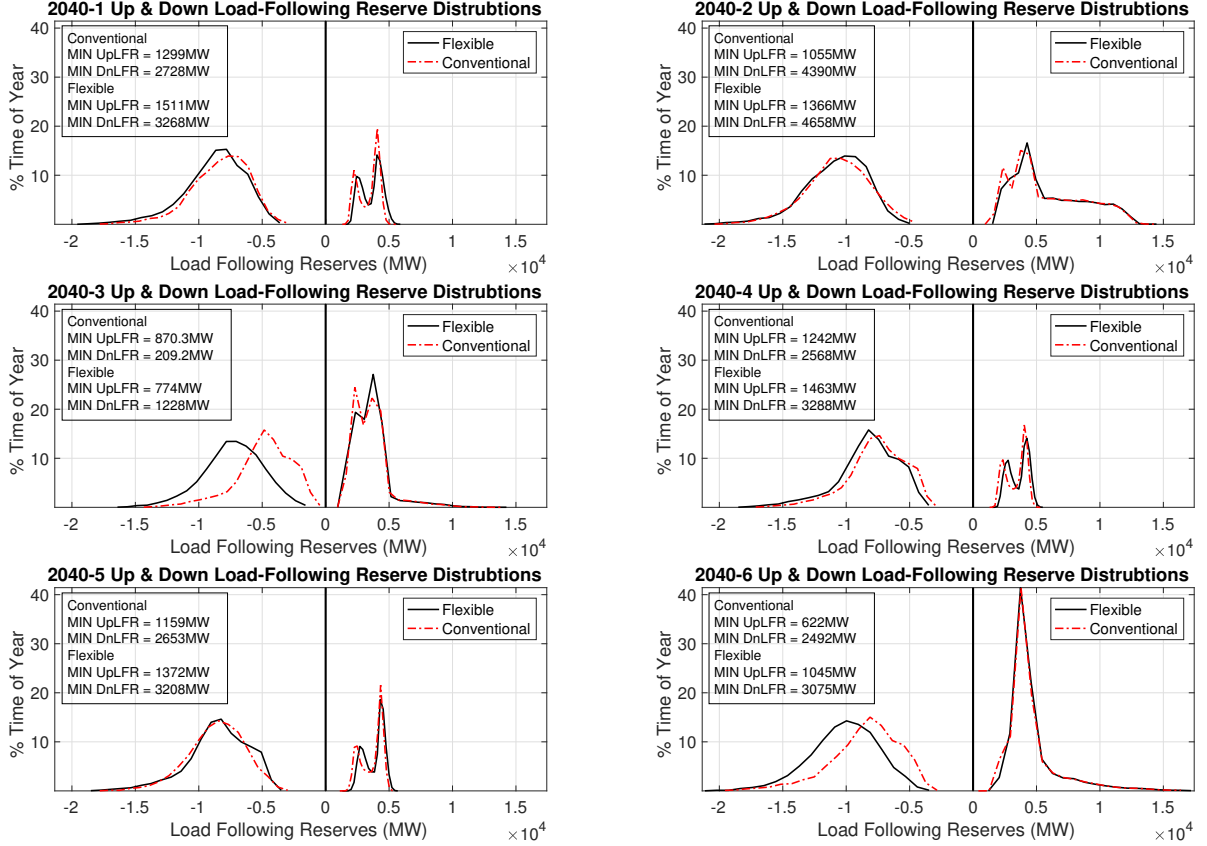 2040-1 Up & Down Load-Following Reserve Distrubtions
Conventional
MIN UpLFR = 1299MW
MIN DnLFR = 2728MW
Flexible
MIN UpLFR = 1511MW
MIN DnLFR = 3268MW
Flexible
Conventional
% Time of Year
40
30
20
10
-2 -1.5 -1 -0.5 0 0.5 1 1.5
Load Following Reserves (MW)
×10^4
2040-2 Up & Down Load-Following Reserve Distrubtions
Conventional
MIN UpLFR = 1055MW
MIN DnLFR = 4390MW
Flexible
MIN UpLFR = 1366MW
MIN DnLFR = 4658MW
Flexible
Conventional
% Time of Year
40
30
20
10
-2 -1.5 -1 -0.5 0 0.5 1 1.5
Load Following Reserves (MW)
×10^4
2040-3 Up & Down Load-Following Reserve Distrubtions
Conventional
MIN UpLFR = 870.3MW
MIN DnLFR = 209.2MW
Flexible
MIN UpLFR = 774MW
MIN DnLFR = 1228MW
Flexible
Conventional
% Time of Year
40
30
20
10
-2 -1.5 -1 -0.5 0 0.5 1 1.5
Load Following Reserves (MW)
×10^4
2040-4 Up & Down Load-Following Reserve Distrubtions
Conventional
MIN UpLFR = 1242MW
MIN DnLFR = 2568MW
Flexible
MIN UpLFR = 1463MW
MIN DnLFR = 3288MW
Flexible
Conventional
% Time of Year
40
30
20
10
-2 -1.5 -1 -0.5 0 0.5 1 1.5
Load Following Reserves (MW)
×10^4
2040-5 Up & Down Load-Following Reserve Distrubtions
Conventional
MIN UpLFR = 1159MW
MIN DnLFR = 2653MW
Flexible
MIN UpLFR = 1372MW
MIN DnLFR = 3208MW
Flexible
Conventional
% Time of Year
40
30
20
10
-2 -1.5 -1 -0.5 0 0.5 1 1.5
Load Following Reserves (MW)
×10^4
2040-6 Up & Down Load-Following Reserve Distrubtions
Conventional
MIN UpLFR = 622MW
MIN DnLFR = 2492MW
Flexible
MIN UpLFR = 1045MW
MIN DnLFR = 3075MW
Flexible
Conventional
% Time of Year
40
30
20
10
-2 -1.5 -1 -0.5 0 0.5 1 1.5
Load Following Reserves (MW)
×10^4